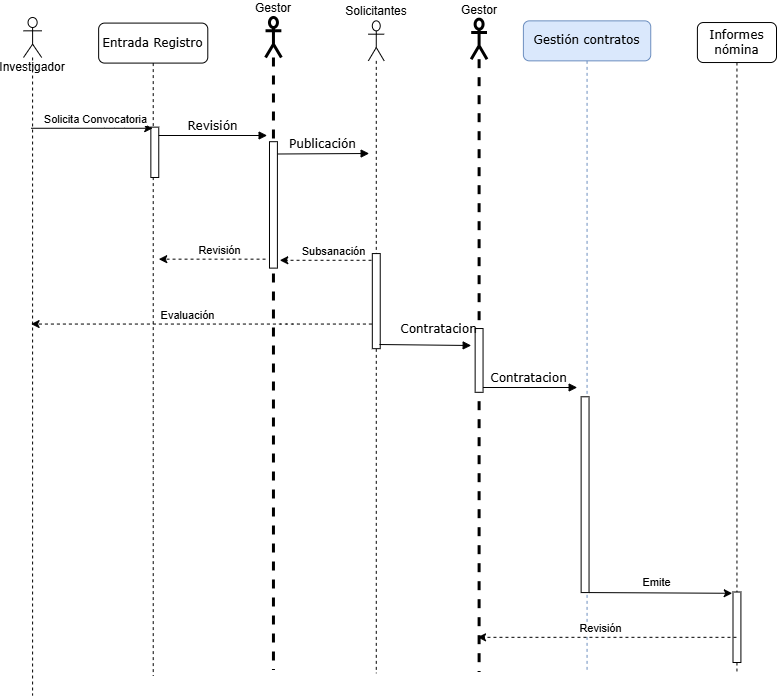 Gestor
Solicitantes
Gestor
Investigador
Entrada Registro
Gestión contratos
Informes
nómina
Solicita Convocatoria
Revisión
Publicación
Revisión
Subsanación
Evaluación
Contratacion
Contratacion
Emite
Revisión